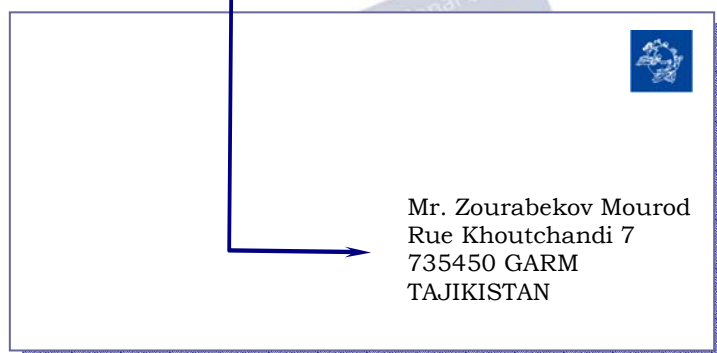 Mr. Zourabekov Mourod
Rue Khoutchandi 7
735450 GARM
TAJIKISTAN